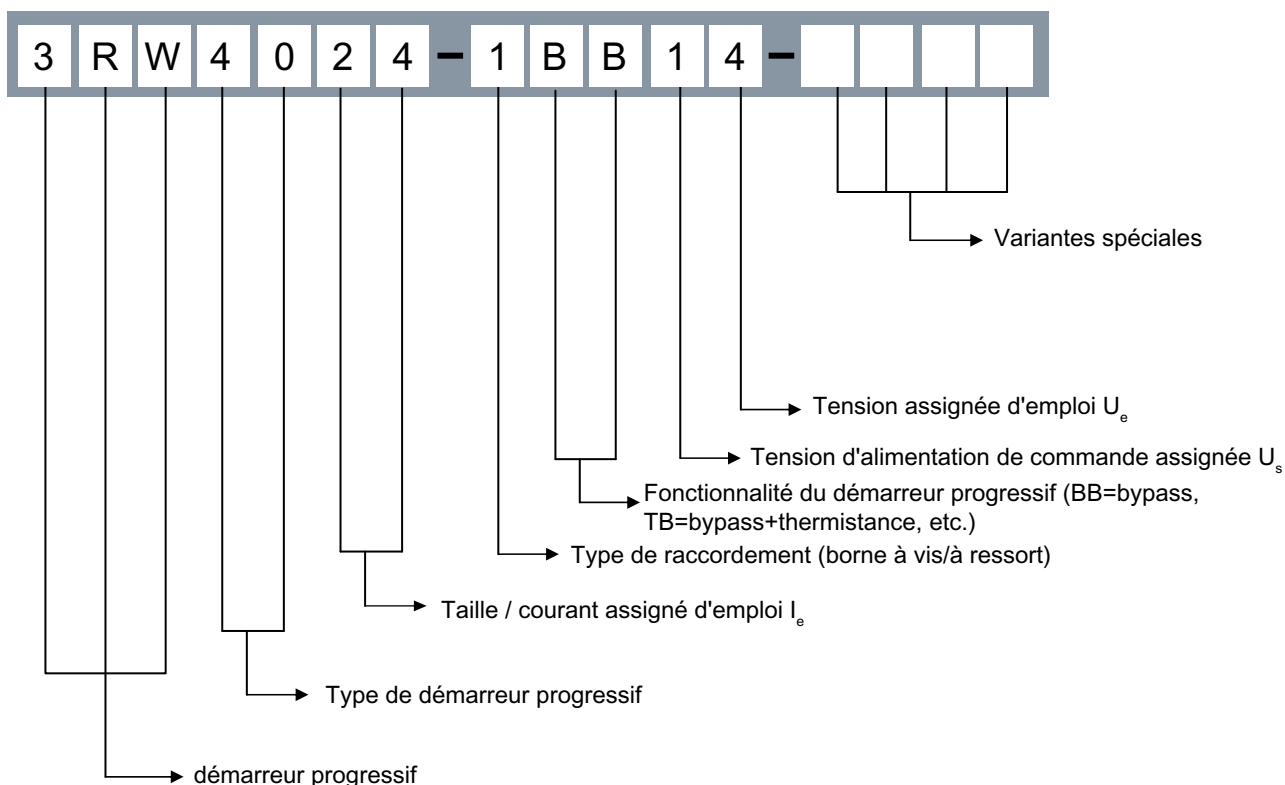 3 R W 4 0 2 4 – 1 B B 1 4 –
Variantes spéciales
Tension assignée d'emploi Ue
Tension d'alimentation de commande assignée Us
Fonctionnalité du démarreur progressif (BB=bypass,
TB=bypass+thermistance, etc.)
Type de raccordement (borne à vis/à ressort)
Taille / courant assigné d'emploi Ie
Type de démarreur progressif
démarreur progressif